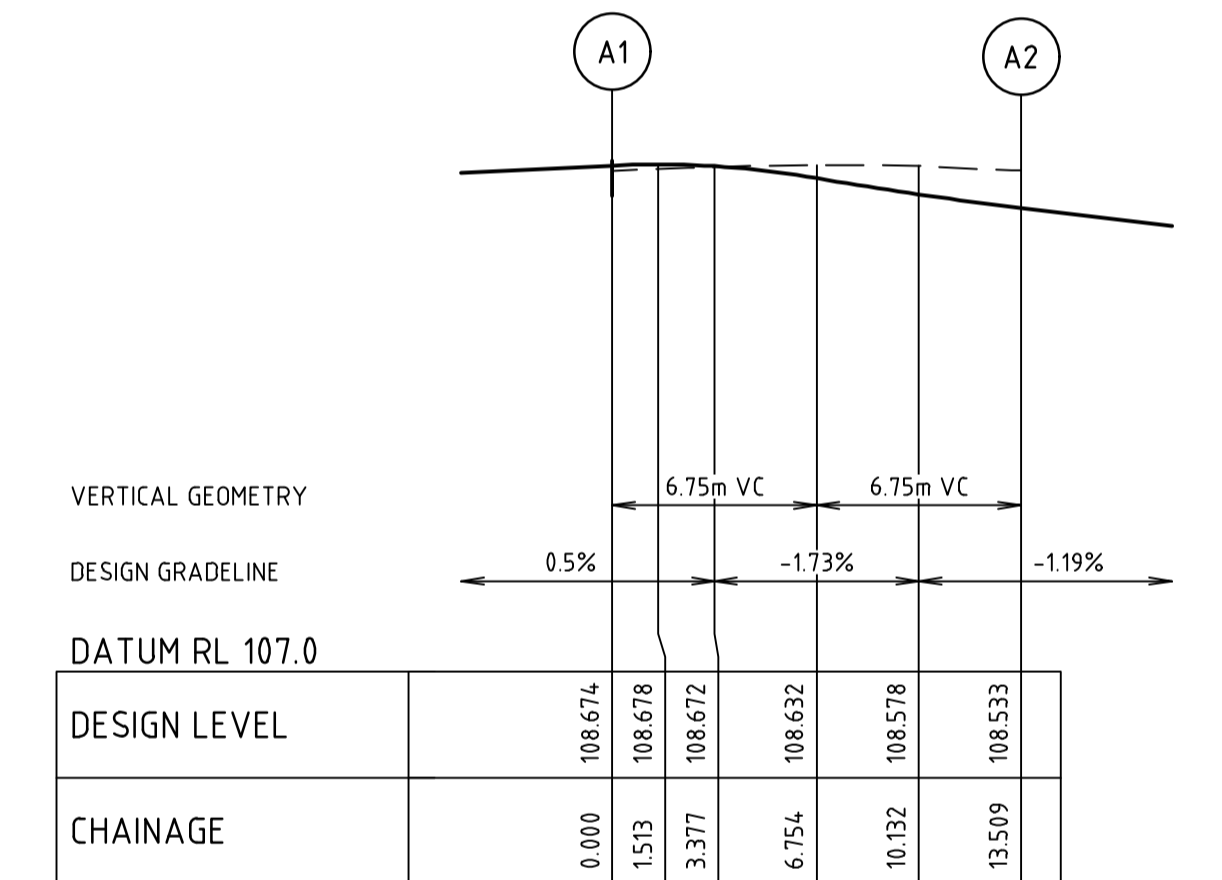 A1
A2
VERTICAL GEOMETRY
6.75m VC
6.75m VC
DESIGN GRADELINE
0.5%
-1.73%
-1.19%
DATUM RL 107.0
DESIGN LEVEL
108.674
108.678
108.672
108.632
108.578
108.533
CHAINAGE
0.000
1.513
3.377
6.754
10.132
13.509